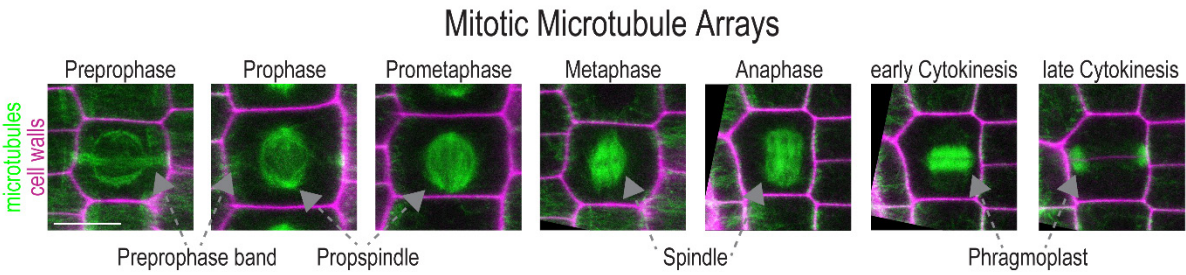 Mitotic Microtubule Arrays
Preprophase
Prophase
Prometaphase
Metaphase
Anaphase
early Cytokinesis
late Cytokinesis
microtubules
cell walls
Preprophase band
Propspindle
Spindle
Phragmoplast